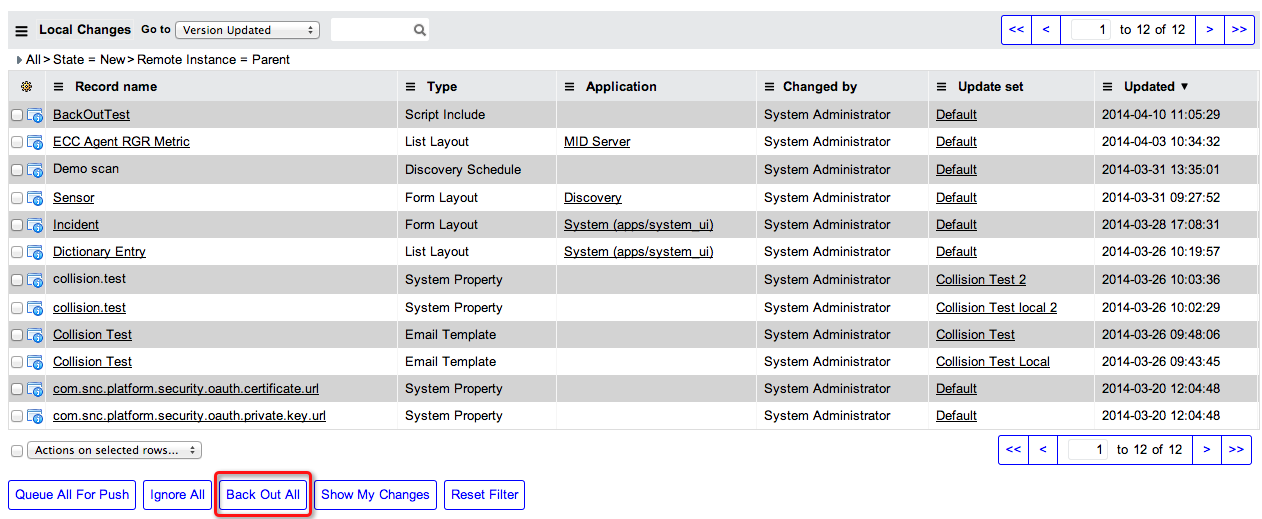 Local Changes Go to Version Updated << < 1 to 12 of 12 > >>
All > State = New > Remote Instance = Parent
Record name Type Application Changed by Update set Updated ▼
BackOutTest Script Include System Administrator Default 2014-04-10 11:05:29
ECC Agent RGR Metric List Layout MID Server System Administrator Default 2014-04-03 10:34:32
Demo scan Discovery Schedule System Administrator Default 2014-03-31 13:35:01
Sensor Form Layout Discovery System Administrator Default 2014-03-31 09:27:52
Incident Form Layout System (apps/system_ui) System Administrator Default 2014-03-28 17:08:31
Dictionary Entry List Layout System (apps/system_ui) System Administrator Default 2014-03-26 10:19:57
collision.test System Property System Administrator Collision Test 2 2014-03-26 10:03:36
collision.test System Property System Administrator Collision Test local 2 2014-03-26 10:02:29
Collision Test Email Template System Administrator Collision Test 2014-03-26 09:48:06
Collision Test Email Template System Administrator Collision Test Local 2014-03-26 09:43:45
com.snc.platform.security.oauth.certificate.url System Property System Administrator Default 2014-03-20 12:04:48
com.snc.platform.security.oauth.private.key.url System Property System Administrator Default 2014-03-20 12:04:48
Actions on selected rows... << < 1 to 12 of 12 > >>
Queue All For Push Ignore All Back Out All Show My Changes Reset Filter